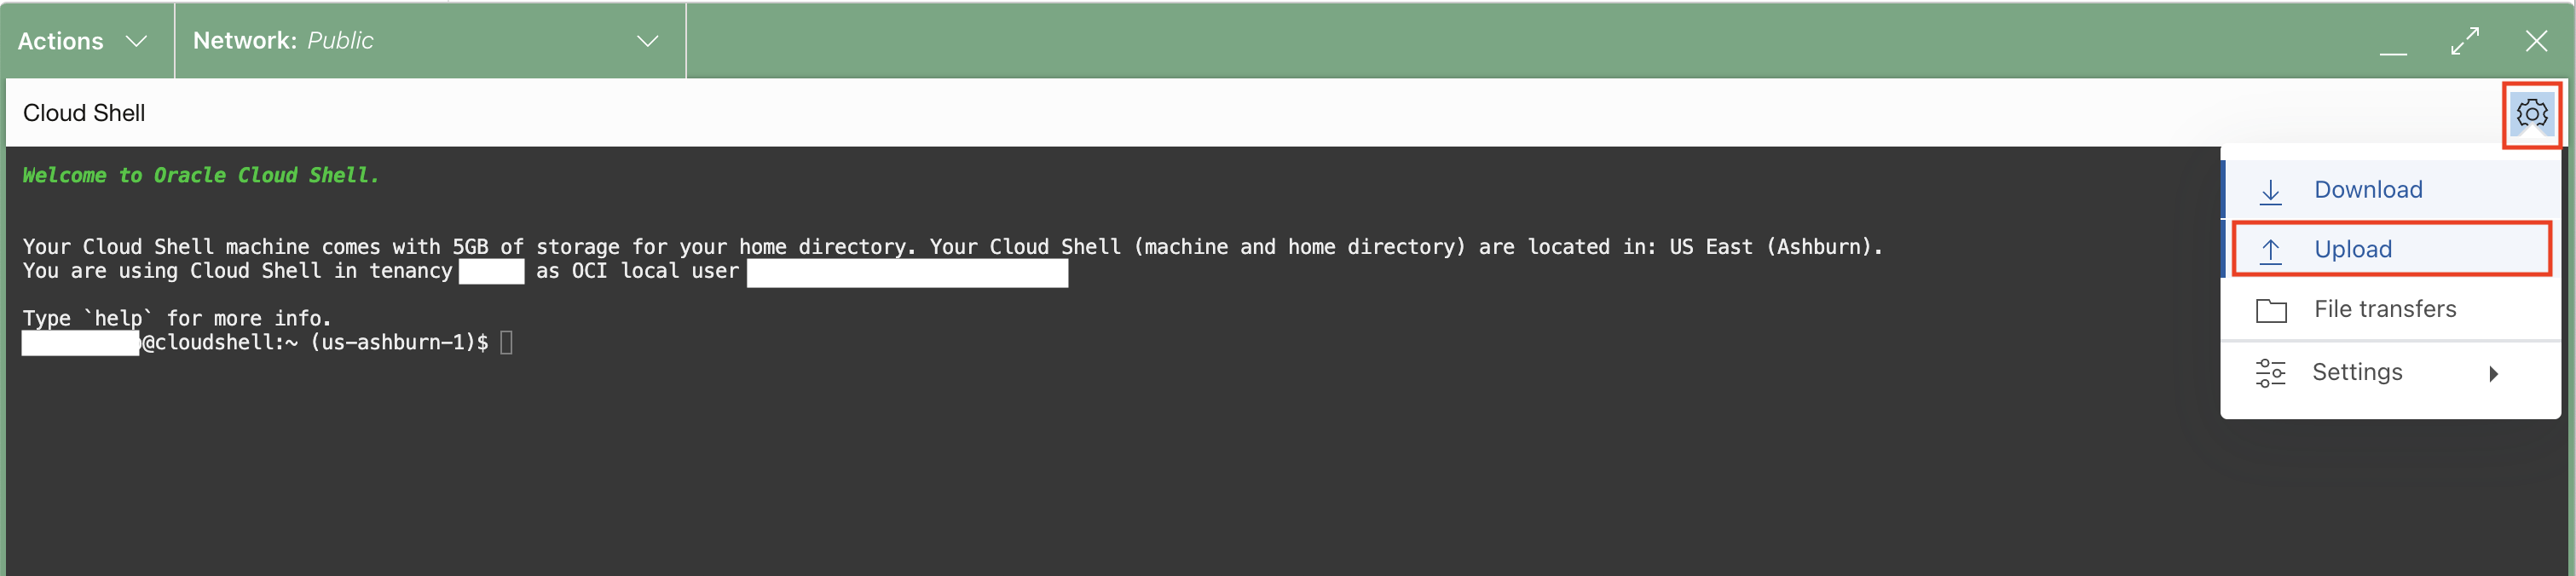 Actions
Network: Public
Cloud Shell
Welcome to Oracle Cloud Shell.
Your Cloud Shell machine comes with 5GB of storage for your home directory. Your Cloud Shell (machine and home directory) are located in: US East (Ashburn).
You are using Cloud Shell in tenancy as OCI local user
Type `help` for more info.
@cloudshell:~ (us-ashburn-1)$
Download
Upload
File transfers
Settings